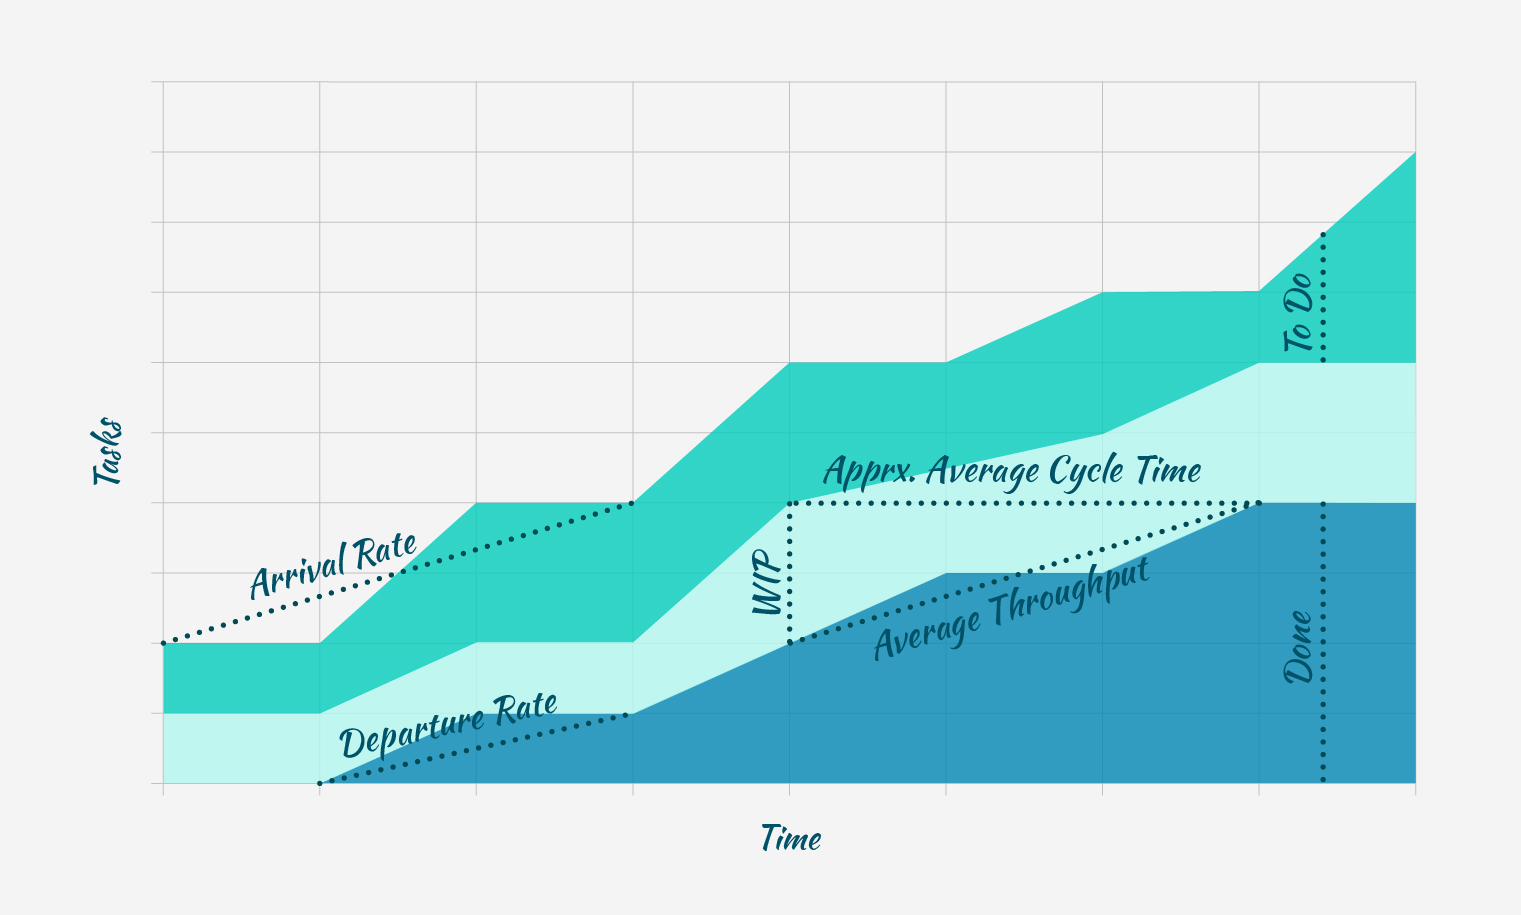 To Do
Tasks
Apprx. Average Cycle Time
Arrival Rate
WIP
Average Throughput
Done
Departure Rate
Time